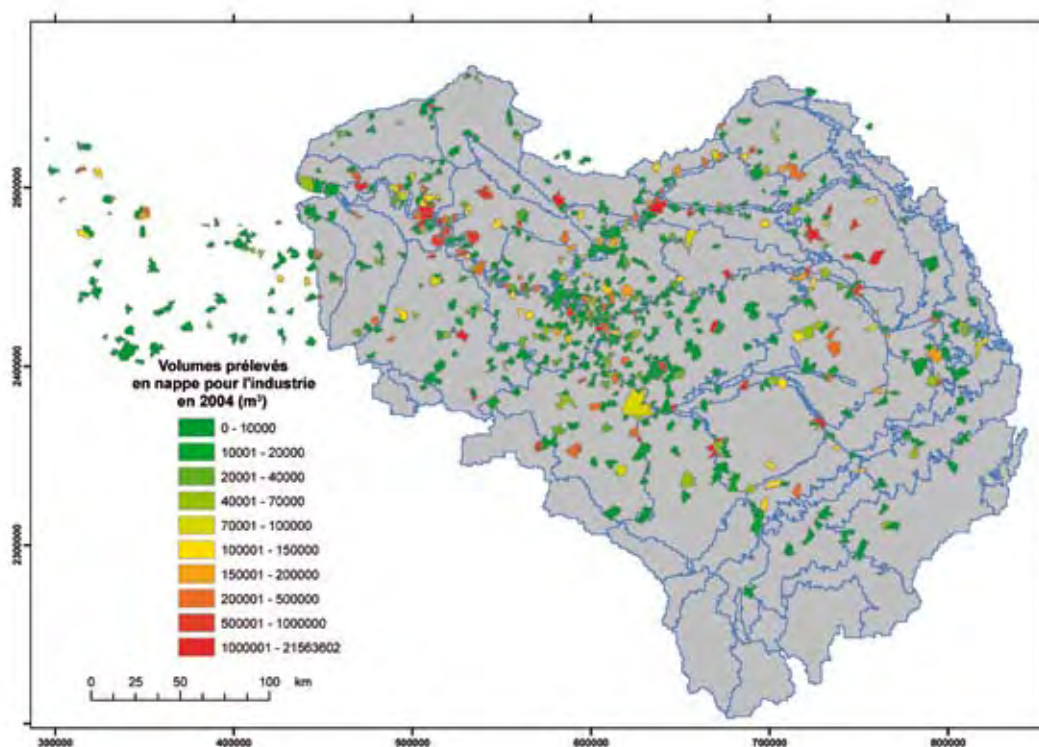 2500000
2400000
2300000
Volumes prélevés
en nappe pour l'industrie
en 2004 (m³)
0 - 10000
10001 - 20000
20001 - 40000
40001 - 70000
70001 - 100000
100001 - 150000
150001 - 200000
200001 - 500000
500001 - 1000000
1000001 - 21563602
0 25 50 100 km
300000 400000 500000 600000 700000 800000